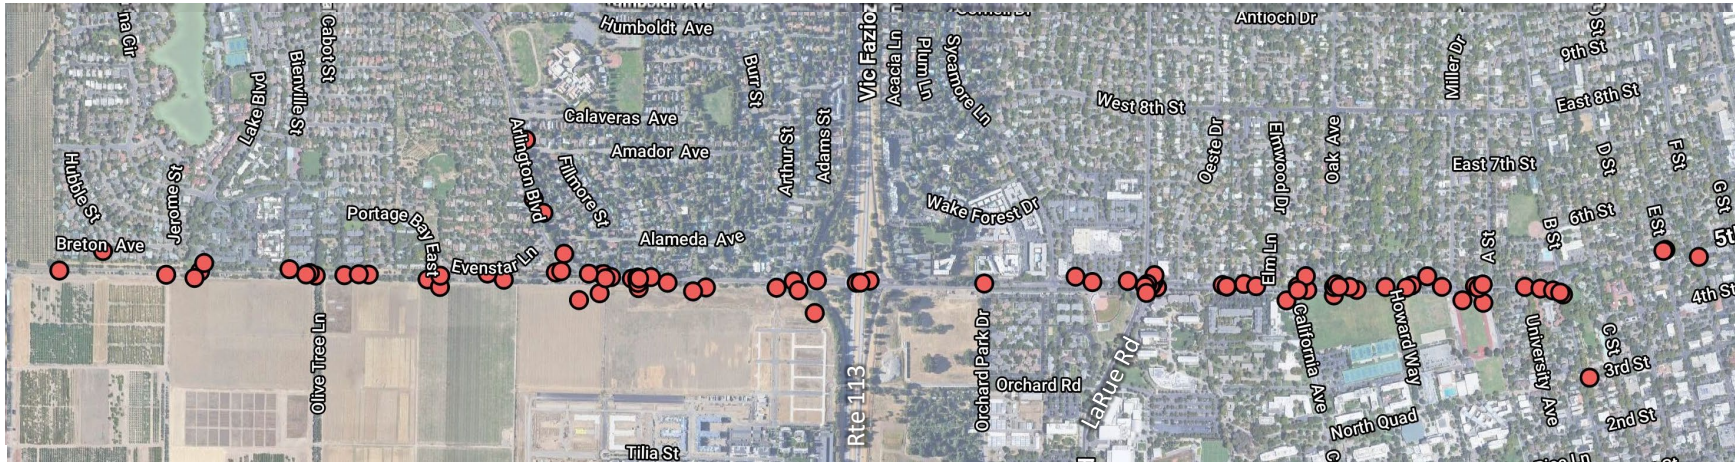 Humboldt Ave
Humboldt Ave
Antioch Dr
Cabot St
Bienville St
Lake Blvd
Burr St
Vic Fazio
Acacia Ln
Plum Ln
Sycamore Ln
Miller Dr
9th St
West 8th St
East 8th St
Calaveras Ave
Amador Ave
Arlington Blvd
Fillmore St
Arthur St
Adams St
Oeste Dr
Elmwood Dr
Oak Ave
East 7th St
D St
F St
G St
Hubble St
Jerome St
Portage Bay East
Wake Forest Dr
6th St
E St
B St
A St
5t
Breton Ave
Evenstar Ln
Alameda Ave
Elm Ln
4th St
Olive Tree Ln
Rte 113
Orchard Park Dr
Orchard Rd
LaRue Rd
California Ave
Howard Way
University Ave
C St
3rd St
2nd St
North Quad
Tilia St